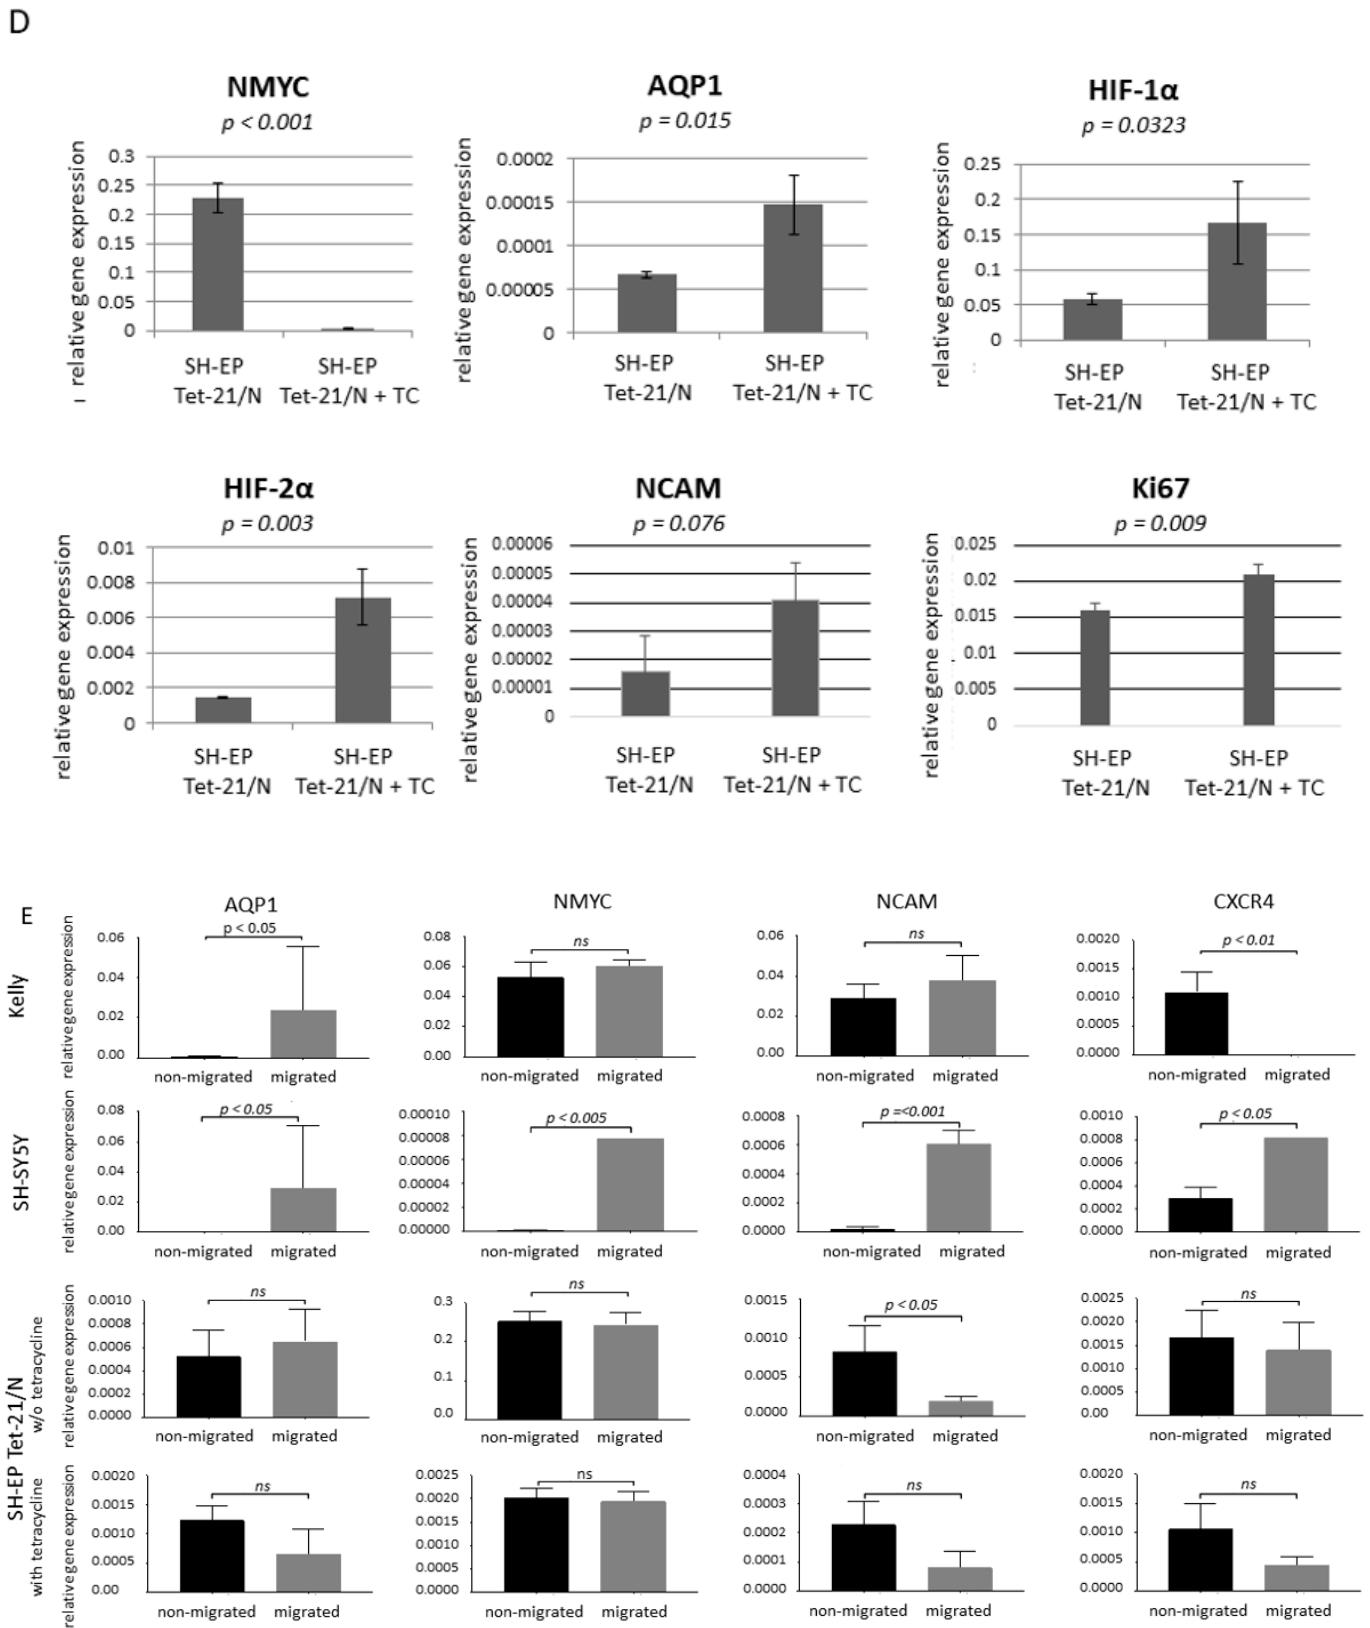 D
NMYC
p < 0.001
relative gene expression
0.3
0.25
0.2
0.15
0.1
0.05
0
SH-EP
Tet-21/N
SH-EP
Tet-21/N + TC
AQP1
p = 0.015
relative gene expression
0.0002
0.00015
0.0001
0.00005
0
SH-EP
Tet-21/N
SH-EP
Tet-21/N + TC
HIF-1α
p = 0.0323
relative gene expression
0.25
0.2
0.15
0.1
0.05
0
SH-EP
Tet-21/N
SH-EP
Tet-21/N + TC
HIF-2α
p = 0.003
relative gene expression
0.01
0.008
0.006
0.004
0.002
0
SH-EP
Tet-21/N
SH-EP
Tet-21/N + TC
NCAM
p = 0.076
relative gene expression
0.00006
0.00005
0.00004
0.00003
0.00002
0.00001
0
SH-EP
Tet-21/N
SH-EP
Tet-21/N + TC
Ki67
p = 0.009
relative gene expression
0.025
0.02
0.015
0.01
0.005
0
SH-EP
Tet-21/N
SH-EP
Tet-21/N + TC
E
AQP1
NMYC
NCAM
CXCR4
Kelly
relative gene expression
p < 0.05
0.06
0.04
0.02
0.00
non-migrated migrated
ns
0.08
0.06
0.04
0.02
0.00
non-migrated migrated
ns
0.06
0.04
0.02
0.00
non-migrated migrated
p < 0.01
0.0020
0.0015
0.0010
0.0005
0.0000
non-migrated migrated
SH-SY5Y
relative gene expression
p < 0.05
0.08
0.06
0.04
0.02
0.00
non-migrated migrated
p < 0.005
0.00010
0.00008
0.00006
0.00004
0.00002
0.00000
non-migrated migrated
p =<0.001
0.0008
0.0006
0.0004
0.0002
0.0000
non-migrated migrated
p < 0.05
0.0010
0.0008
0.0006
0.0004
0.0002
0.0000
non-migrated migrated
SH-EP Tet-21/N
w/o tetracycline
relative gene expression
ns
0.0010
0.0008
0.0006
0.0004
0.0002
0.0000
non-migrated migrated
ns
0.3
0.2
0.1
0.0
non-migrated migrated
p < 0.05
0.0015
0.0010
0.0005
0.0000
non-migrated migrated
ns
0.0025
0.0020
0.0015
0.0010
0.0005
0.00
non-migrated migrated
with tetracycline
relative gene expression
ns
0.0020
0.0015
0.0010
0.0005
0.00
non-migrated migrated
ns
0.0025
0.0020
0.0015
0.0010
0.0005
0.0000
non-migrated migrated
ns
0.0004
0.0003
0.0002
0.0001
0.0000
non-migrated migrated
ns
0.0020
0.0015
0.0010
0.0005
0.0000
non-migrated migrated